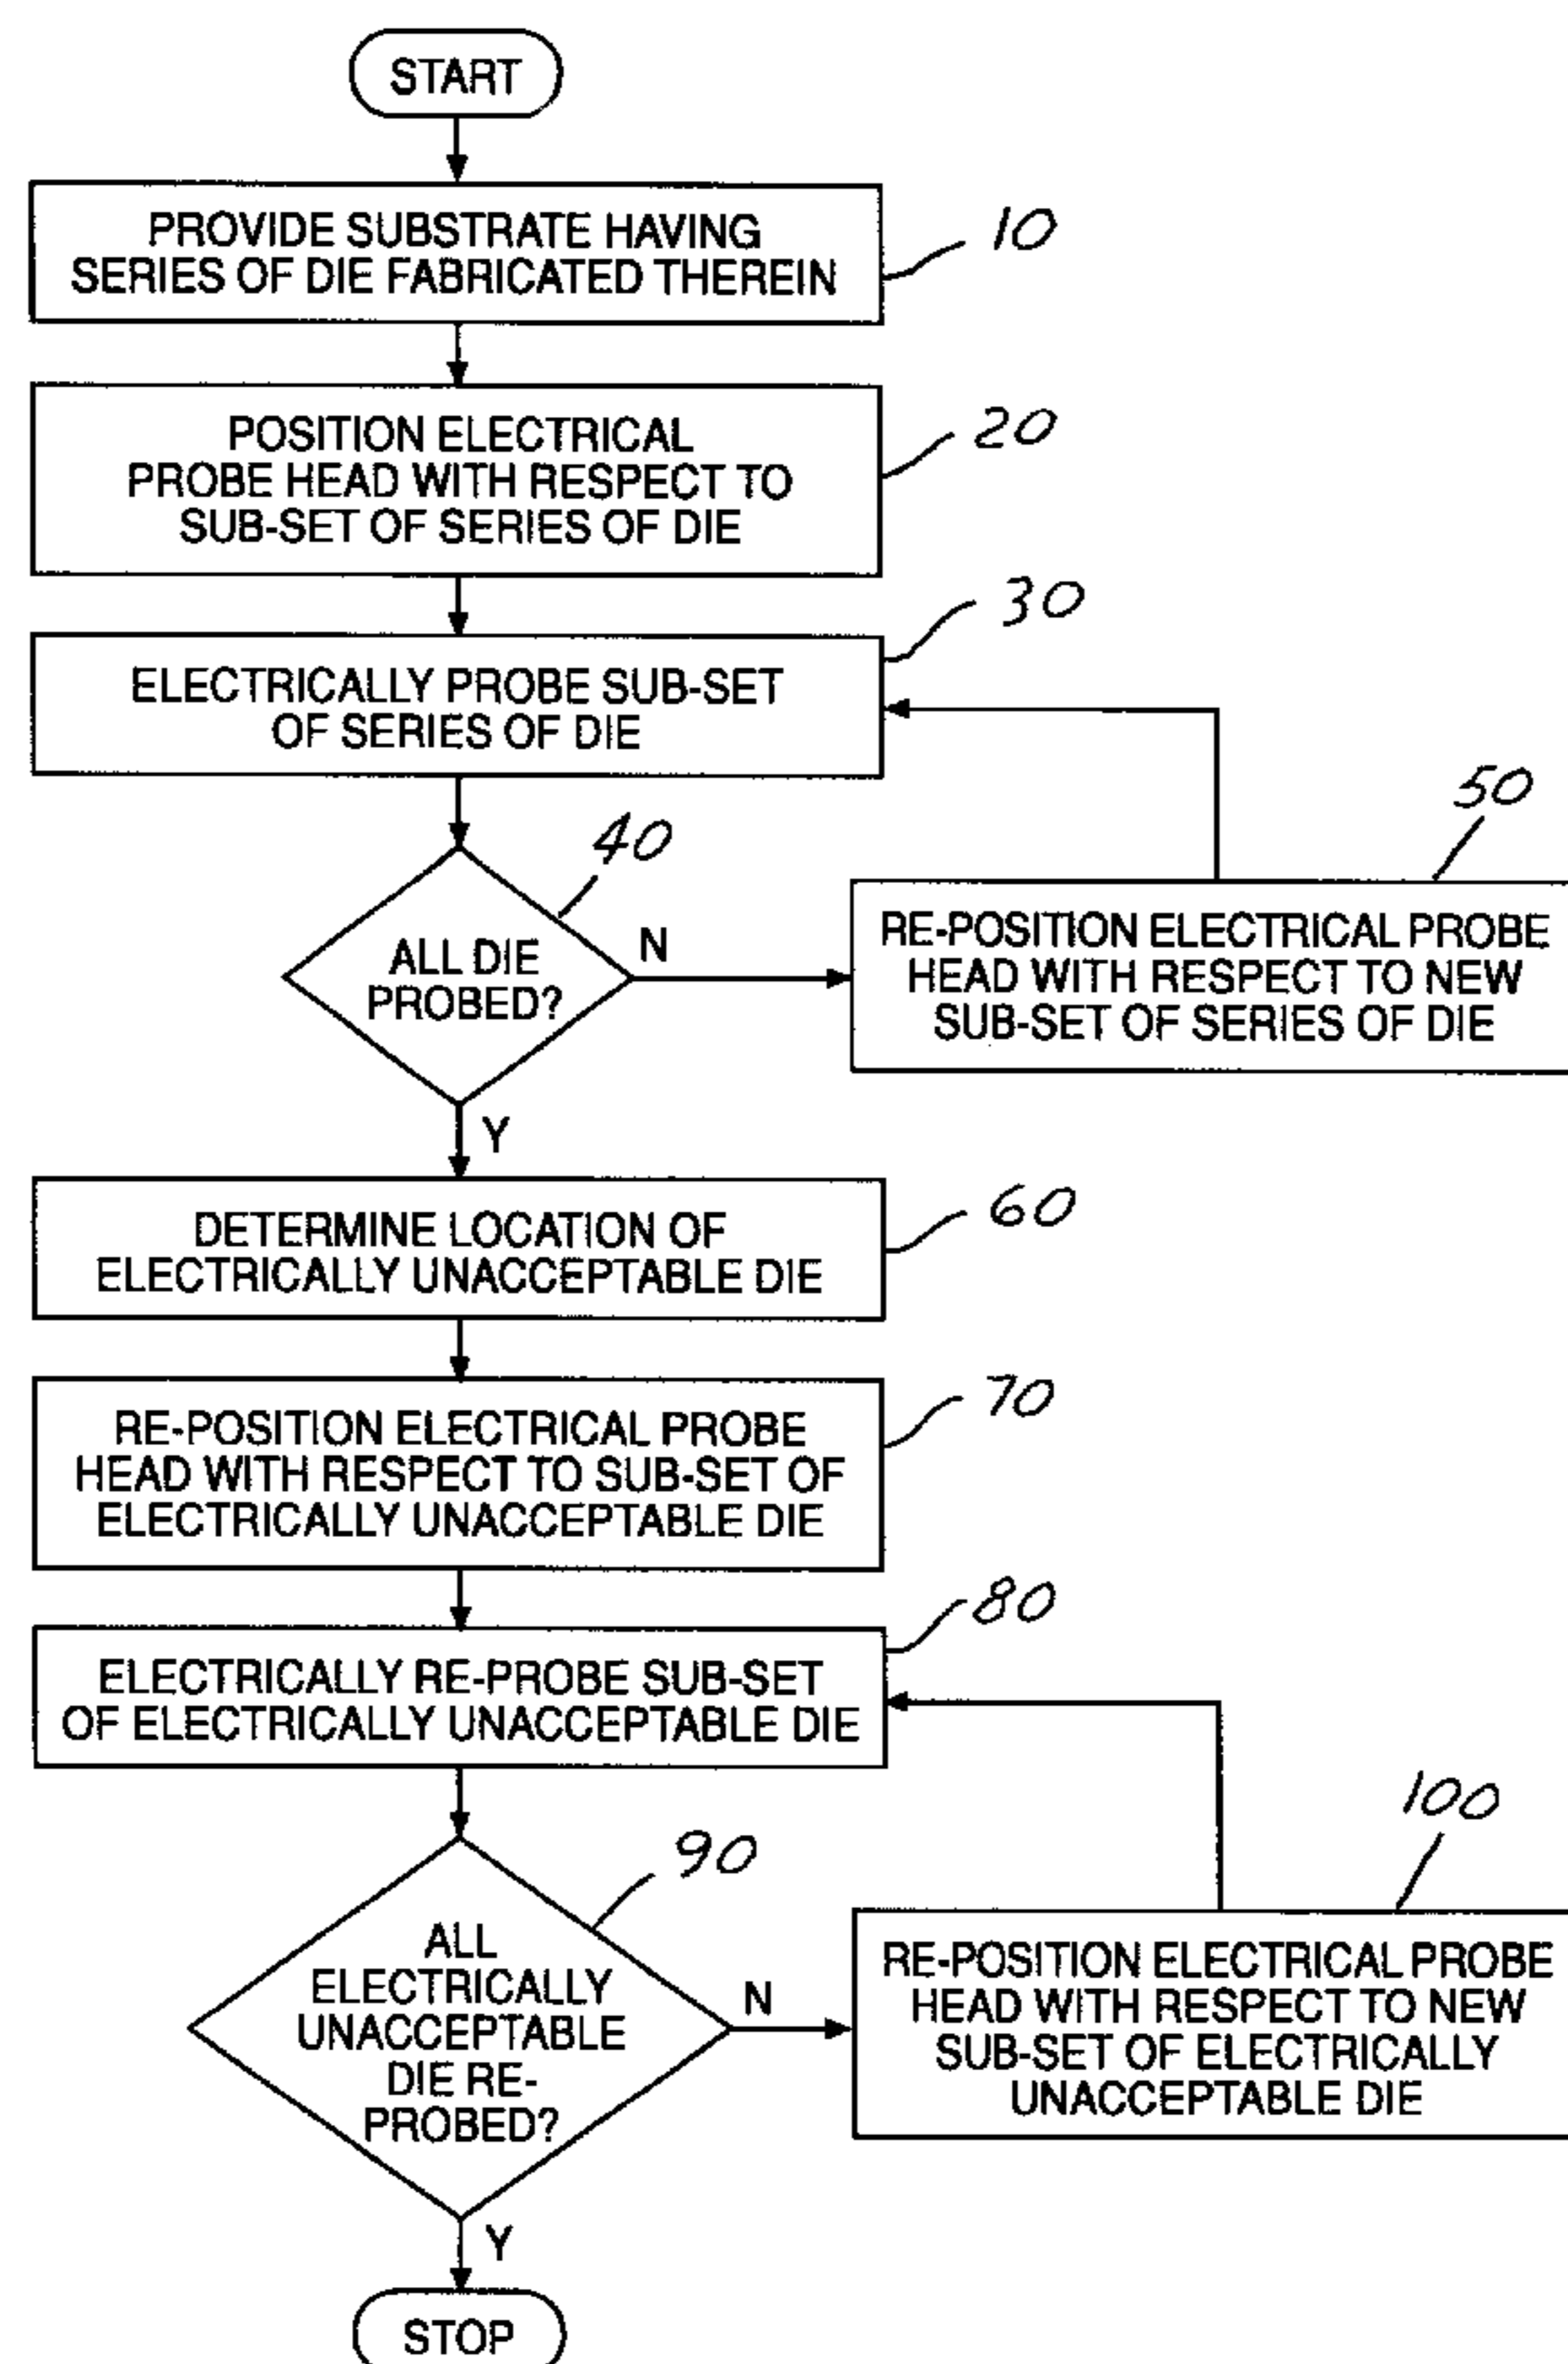 START
PROVIDE SUBSTRATE HAVING
SERIES OF DIE FABRICATED THEREIN
10
POSITION ELECTRICAL
PROBE HEAD WITH RESPECT TO
SUB-SET OF SERIES OF DIE
20
ELECTRICALLY PROBE SUB-SET
OF SERIES OF DIE
30
ALL DIE
PROBED?
40
N
RE-POSITION ELECTRICAL PROBE
HEAD WITH RESPECT TO NEW
SUB-SET OF SERIES OF DIE
50
Y
DETERMINE LOCATION OF
ELECTRICALLY UNACCEPTABLE DIE
60
RE-POSITION ELECTRICAL PROBE
HEAD WITH RESPECT TO SUB-SET OF
ELECTRICALLY UNACCEPTABLE DIE
70
ELECTRICALLY RE-PROBE SUB-SET
OF ELECTRICALLY UNACCEPTABLE DIE
80
ALL
ELECTRICALLY
UNACCEPTABLE
DIE RE-
PROBED?
90
N
RE-POSITION ELECTRICAL PROBE
HEAD WITH RESPECT TO NEW
SUB-SET OF ELECTRICALLY
UNACCEPTABLE DIE
100
Y
STOP